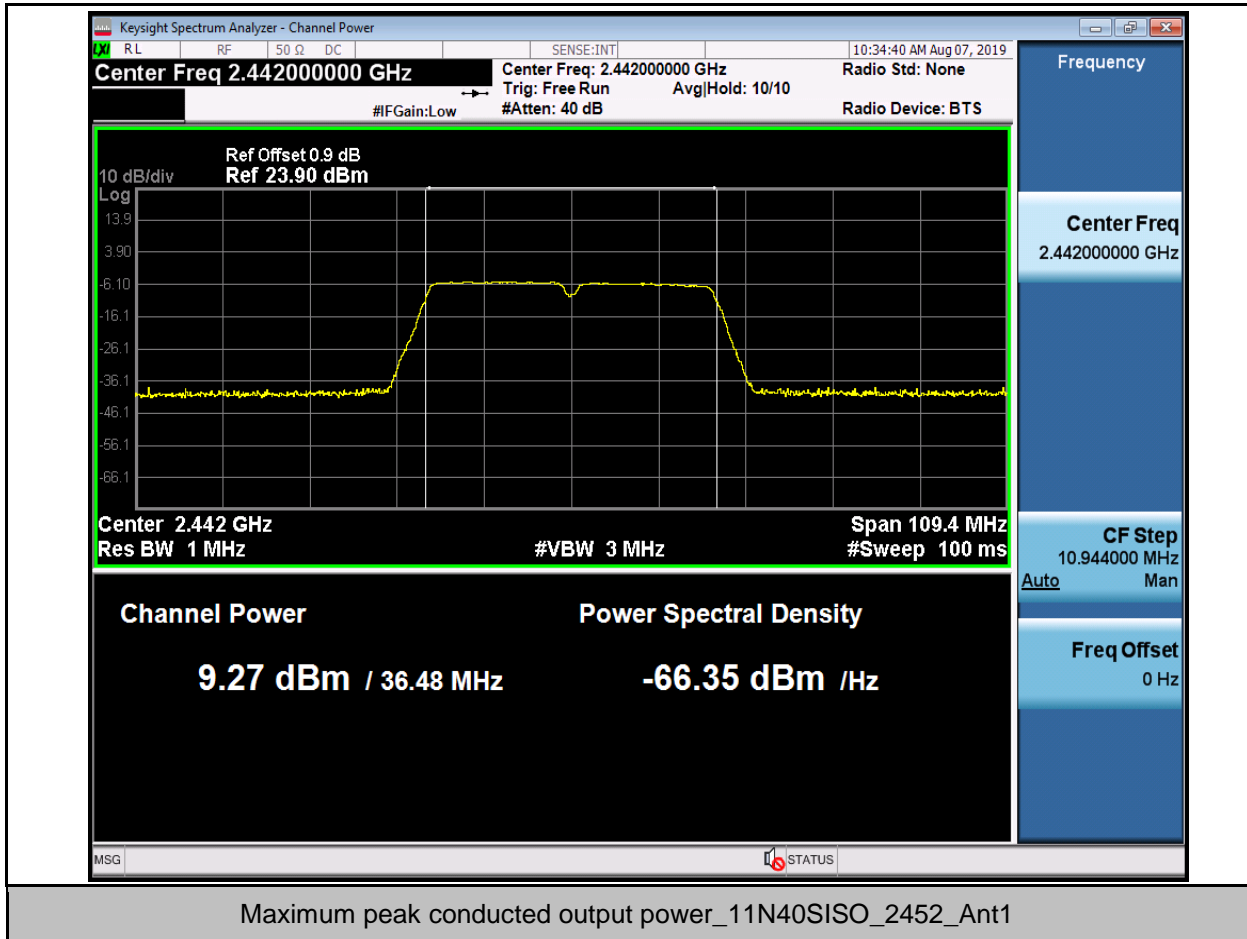 Keysight Spectrum Analyzer - Channel Power
LXI RL RF 50 Ω DC SENSE:INT 10:34:40 AM Aug 07, 2019
Center Freq 2.442000000 GHz
#IFGain:Low
Center Freq: 2.442000000 GHz
Trig: Free Run Avg|Hold: 10/10
#Atten: 40 dB
Radio Std: None
Radio Device: BTS
Ref Offset 0.9 dB
10 dB/div Ref 23.90 dBm
Log
13.9
3.90
-6.10
-16.1
-26.1
-36.1
-46.1
-56.1
-66.1
Center 2.442 GHz Span 109.4 MHz
Res BW 1 MHz #VBW 3 MHz #Sweep 100 ms
Channel Power Power Spectral Density
9.27 dBm / 36.48 MHz -66.35 dBm /Hz
Frequency
Center Freq
2.442000000 GHz
CF Step
10.944000 MHz
Auto Man
Freq Offset
0 Hz
MSG STATUS
Maximum peak conducted output power_11N40SISO_2452_Ant1